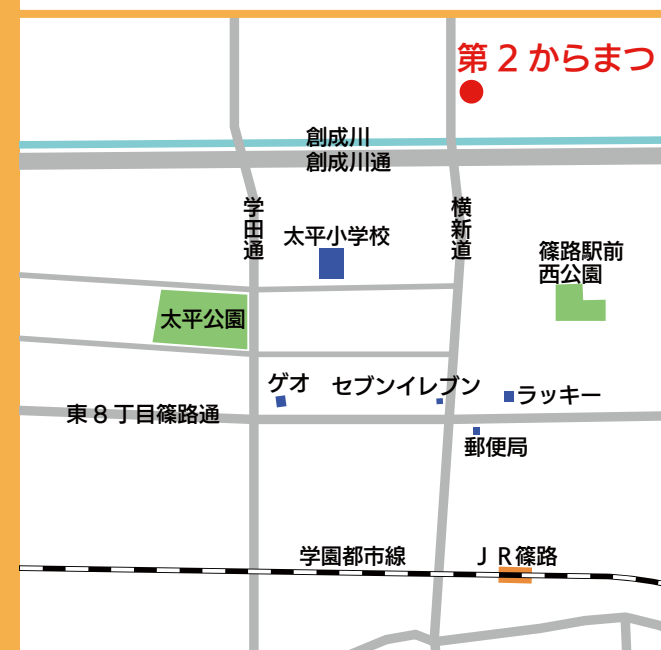 第２からまつ
創成川
創成川通
学田通
太平小学校
横新道
篠路駅前
西公園
太平公園
ゲオ
セブンイレブン
ラッキー
東８丁目篠路通
郵便局
学園都市線
ＪＲ篠路